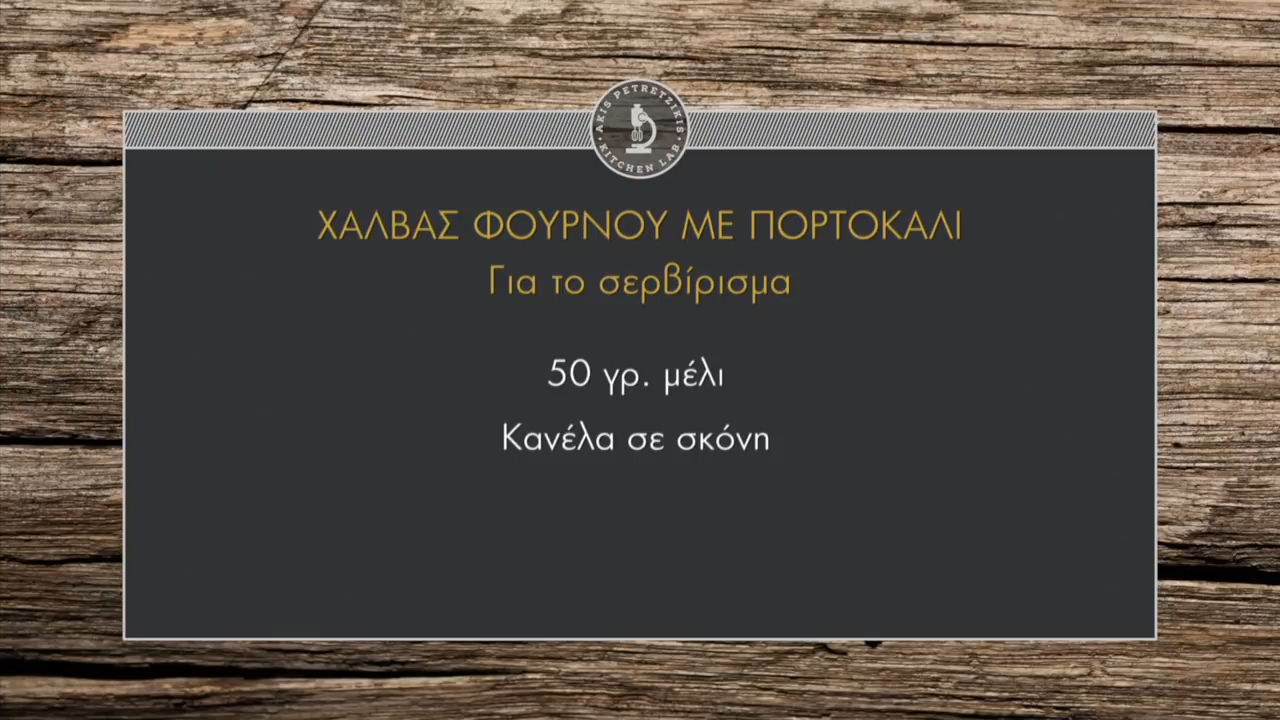 AKIS PETRETZIKIS
KITCHEN LAB
ΧΑΛΒΑΣ ΦΟΥΡΝΟΥ ΜΕ ΠΟΡΤΟΚΑΛΙ
Για το σερβίρισμα
50 γρ. μέλι
Κανέλα σε σκόνη